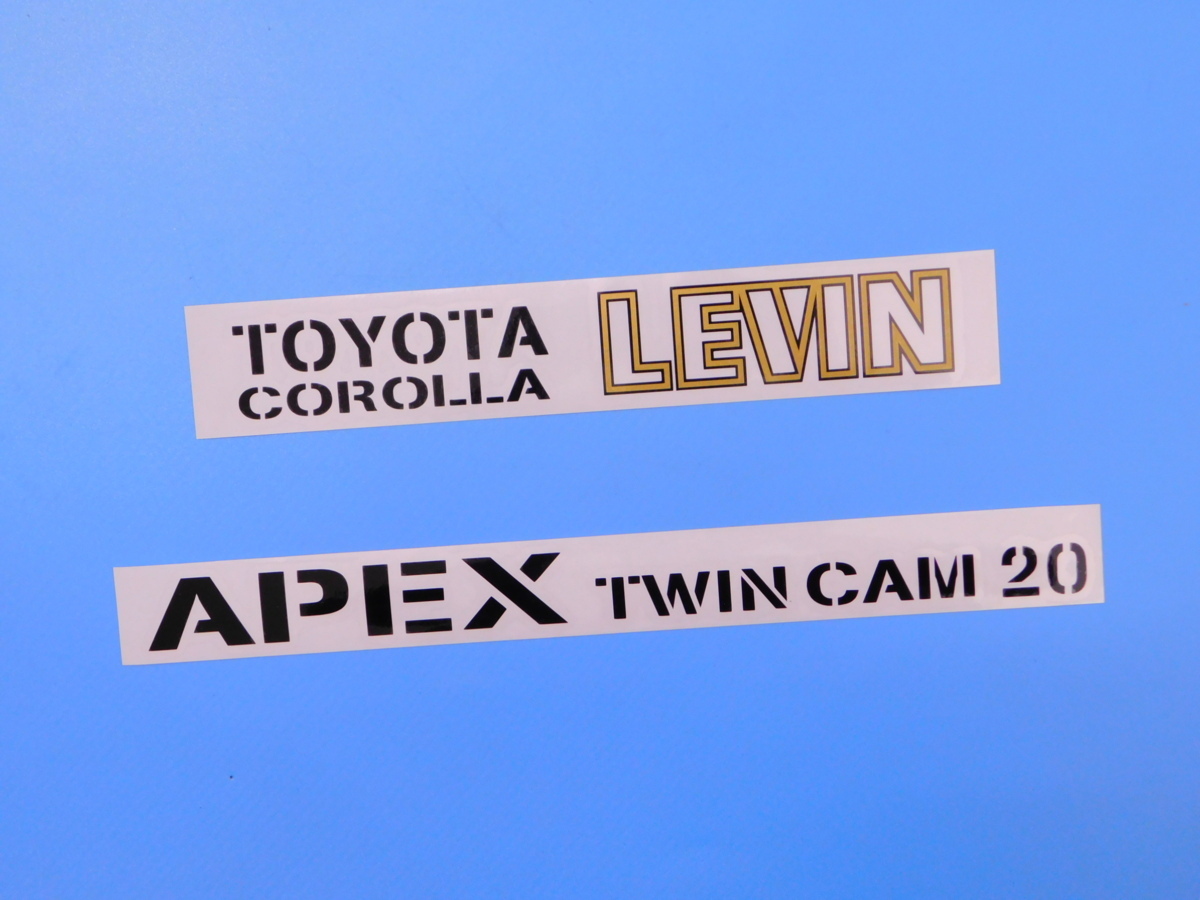 TOYOTA
COROLLA
LEVIN
APEX TWIN CAM 20